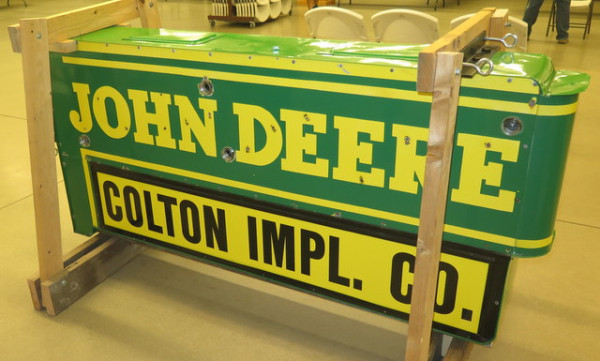 JOHN DEERE
COLTON IMPL. CO.